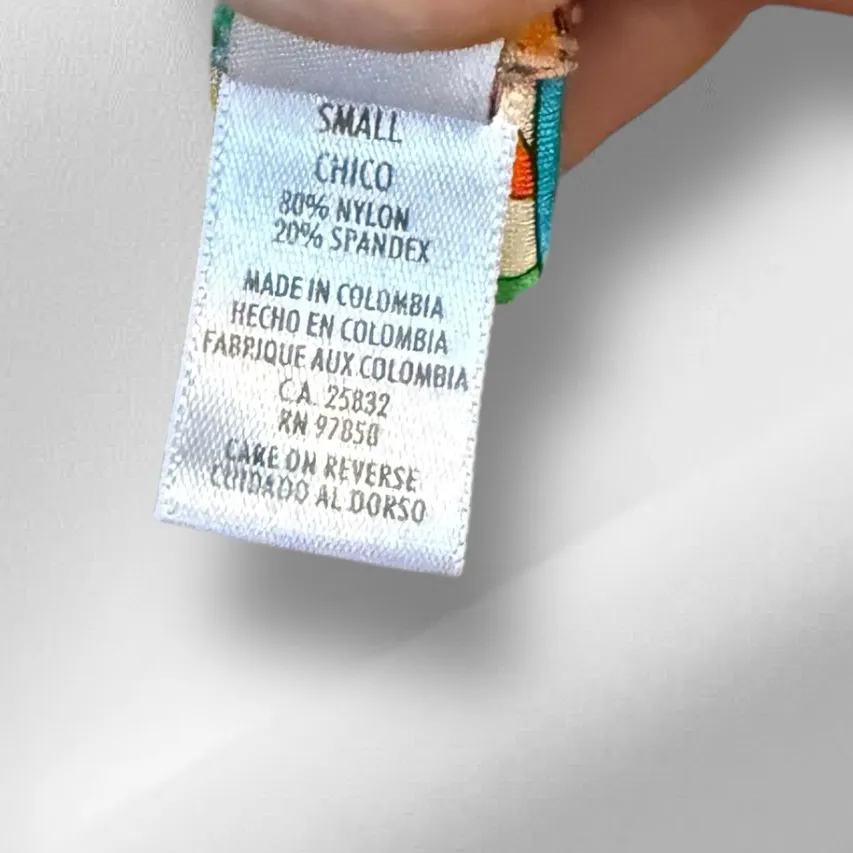 SMALL
CHICO
80% NYLON
20% SPANDEX
MADE IN COLOMBIA
HECHO EN COLOMBIA
FABRIQUE AUX COLOMBIA
C.A. 25832
RN 97850
CARE ON REVERSE
CUIDADO AL DORSO